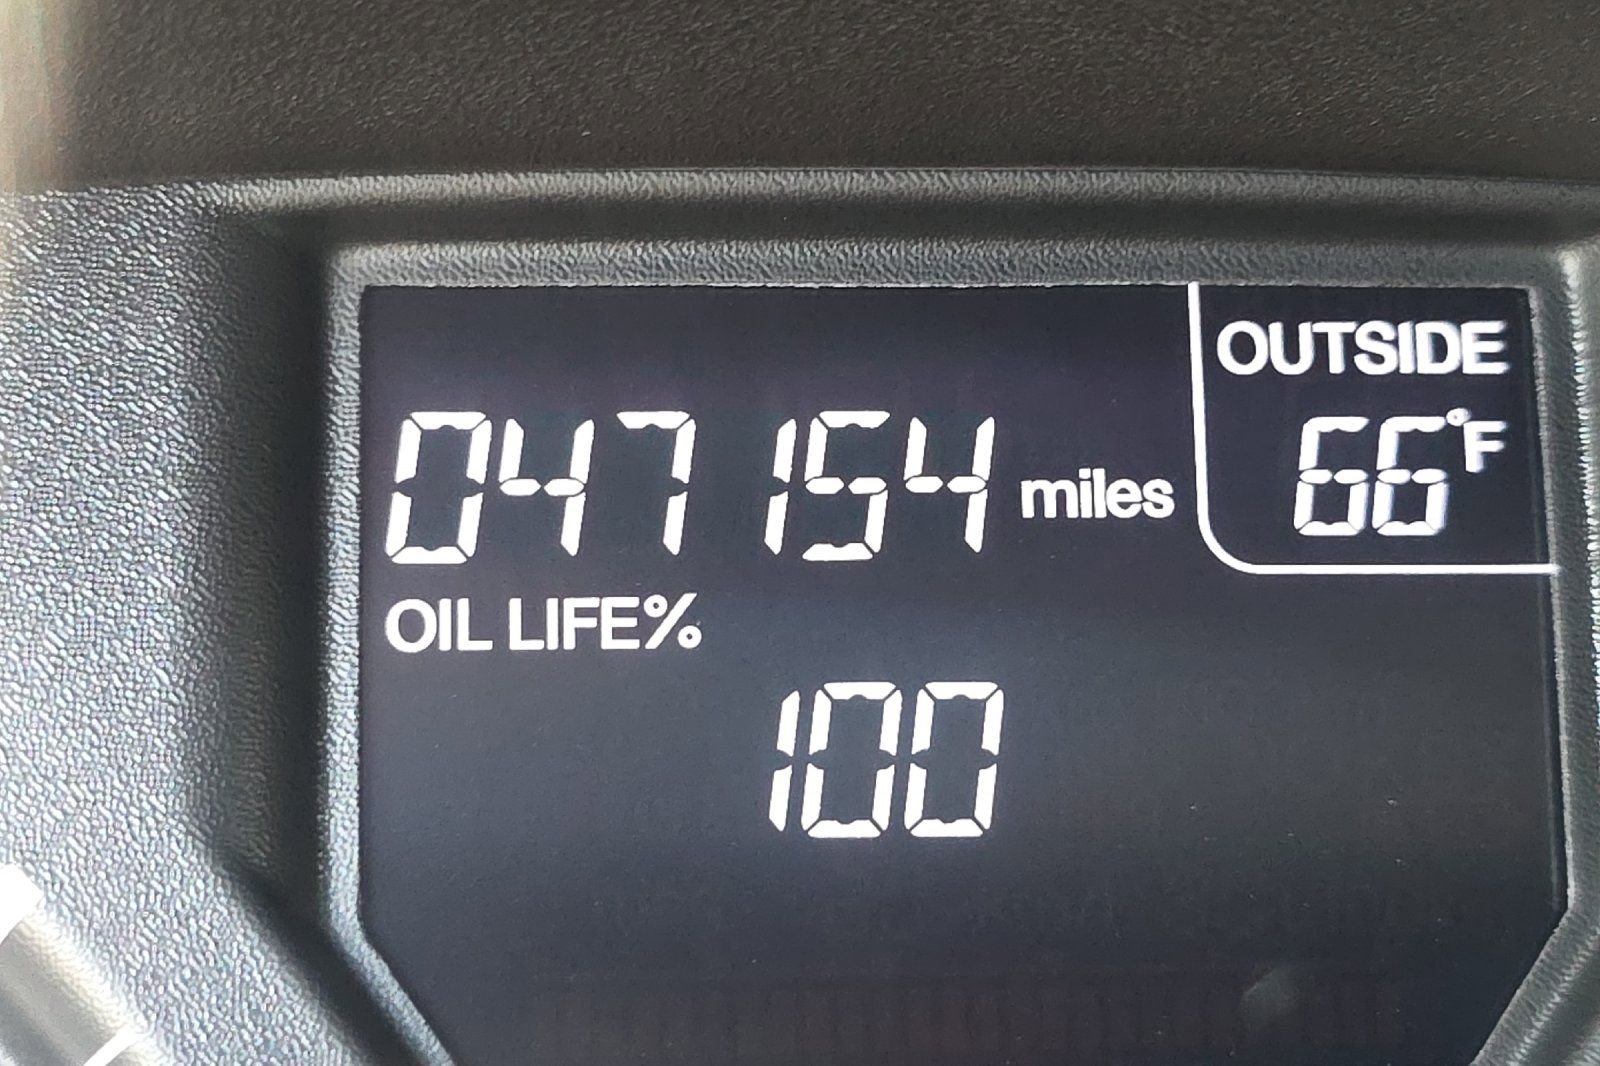 OUTSIDE
66°F
047154 miles
OIL LIFE%
100